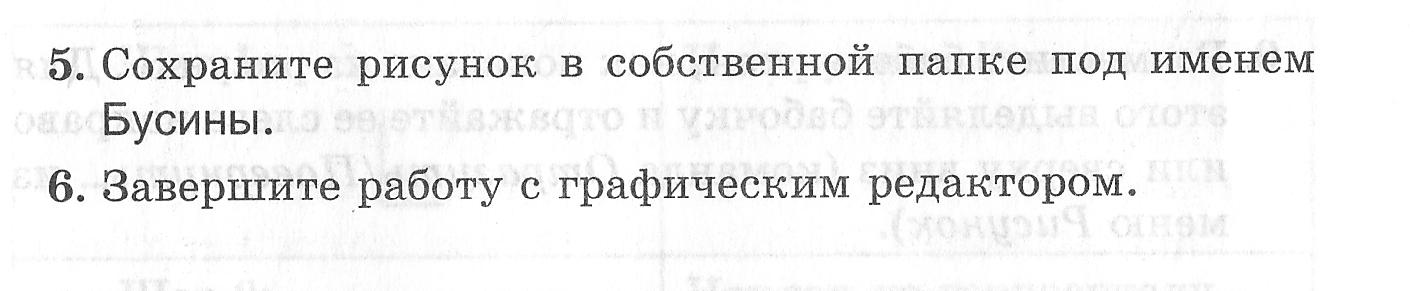 5. Сохраните рисунок в собственной папке под именем
Бусины.
6. Завершите работу с графическим редактором.